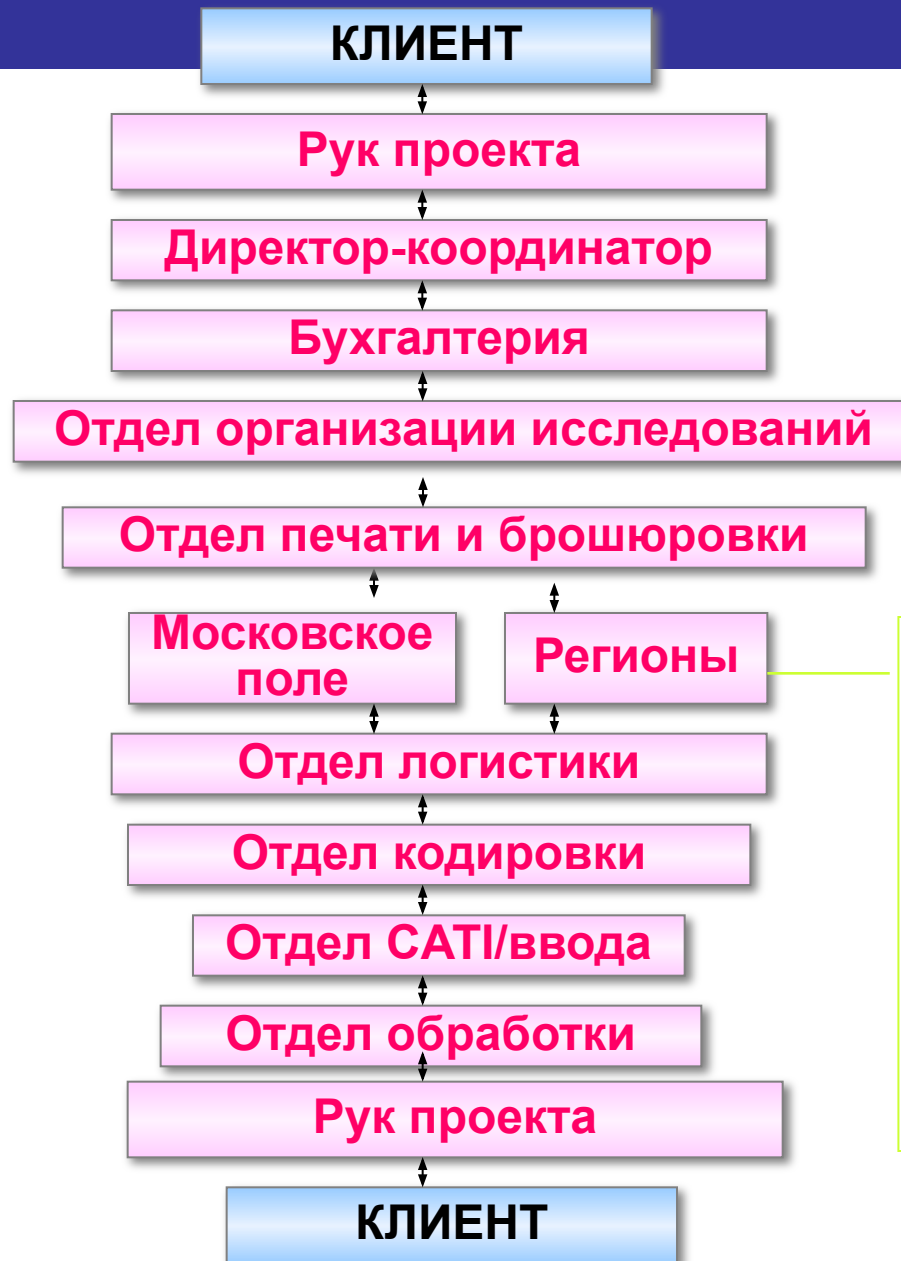 КЛИЕНТ
Рук проекта
Директор-координатор
Бухгалтерия
Отдел организации исследований
Отдел печати и брошюровки
Московское
поле
Регионы
Отдел логистики
Отдел кодировки
Отдел CATI/ввода
Отдел обработки
Рук проекта
КЛИЕНТ